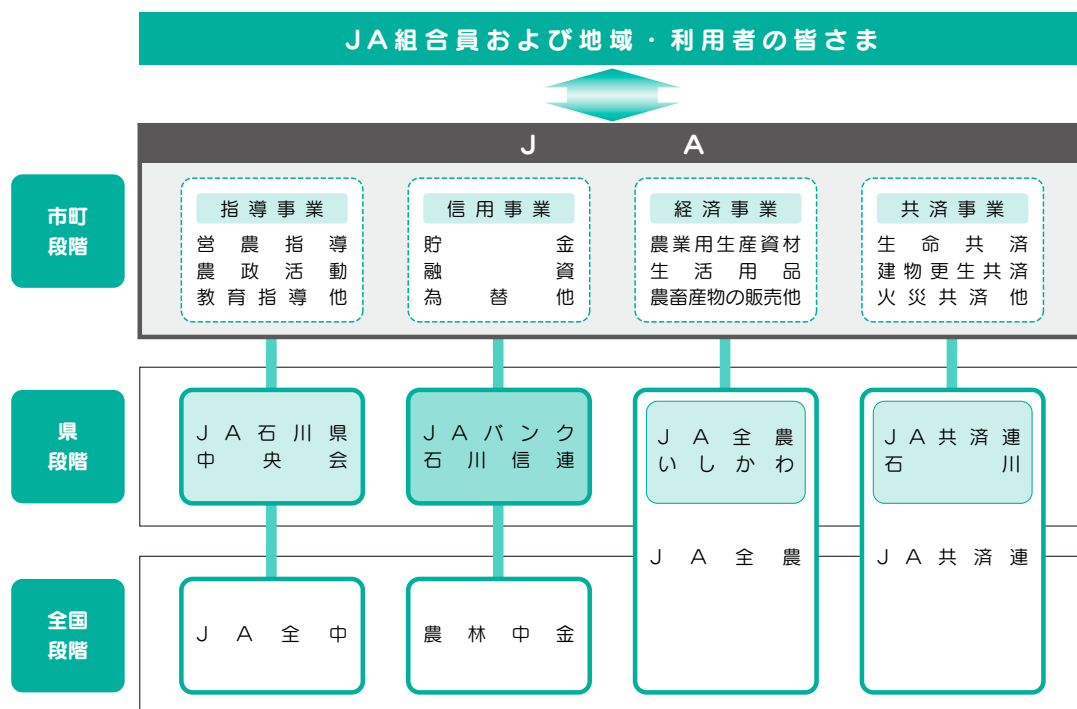 JA組合員および地域・利用者の皆さま
JA
市町
段階
指導事業
営農指導
農政活動
教育指導他
信用事業
貯金
融資
為替他
経済事業
農業用生産資材
生活用品
農畜産物の販売他
共済事業
生命共済
建物更生共済
火災共済他
県
段階
JA石川県
中央会
JAバンク
石川信連
JA全農
いしかわ
JA共済連
石川
JA全農
JA共済連
全国
段階
JA全中
農林中金